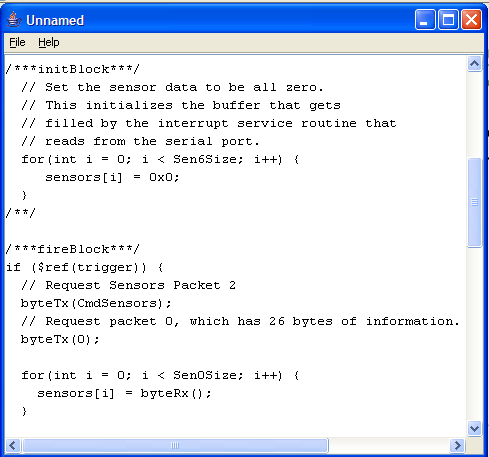 Unnamed
File Help
/***initBlock***/
  // Set the sensor data to be all zero.
  // This initializes the buffer that gets
  // filled by the interrupt service routine that
  // reads from the serial port.
  for(int i = 0; i < Sen6Size; i++) {
     sensors[i] = 0x0;
  }
/**/

/***fireBlock***/
if ($ref(trigger)) {
  // Request Sensors Packet 2
  byteTx(CmdSensors);
  // Request packet 0, which has 26 bytes of information.
  byteTx(0);

  for(int i = 0; i < Sen0Size; i++) {
    sensors[i] = byteRx();
  }